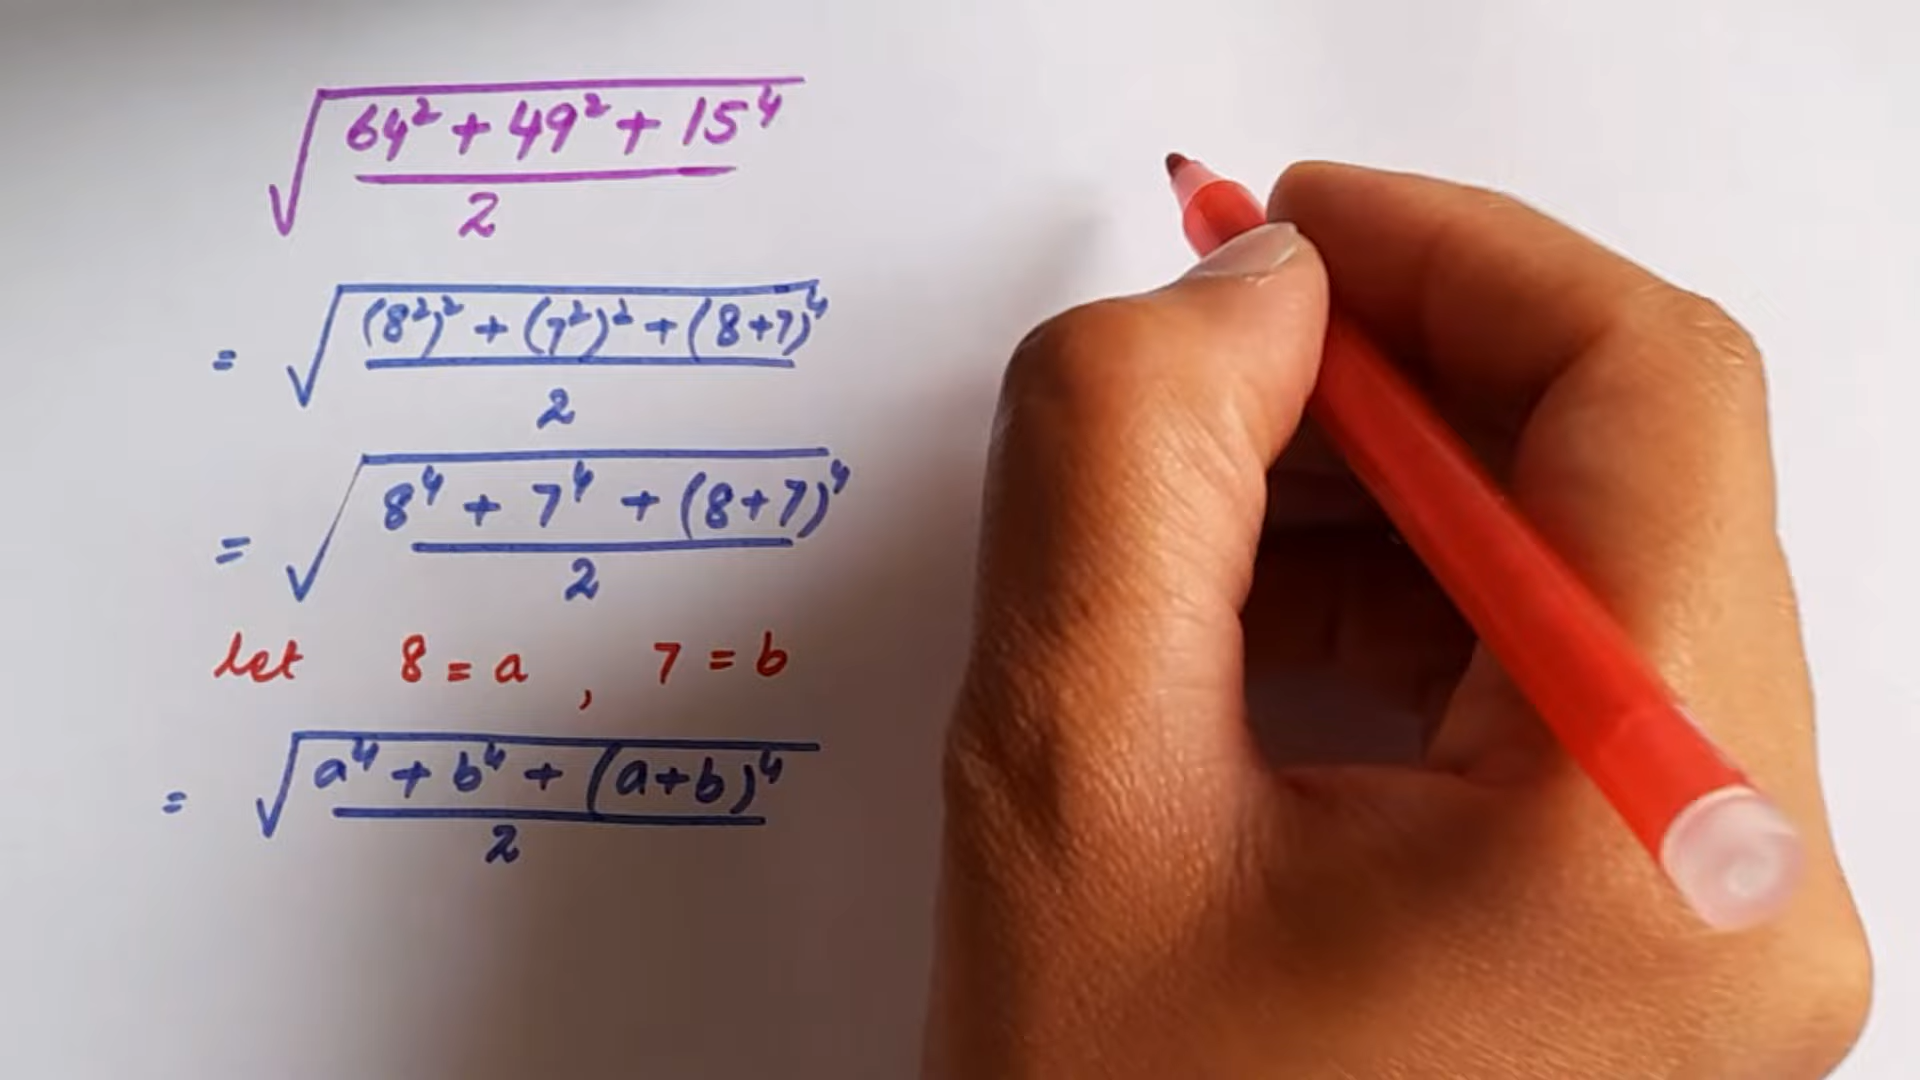 √((64² + 49² + 15⁴)/2)
= √(((8²)² + (7²)² + (8+7)⁴)/2)
= √((8⁴ + 7⁴ + (8+7)⁴)/2)
let 8 = a , 7 = b
= √((a⁴ + b⁴ + (a+b)⁴)/2)